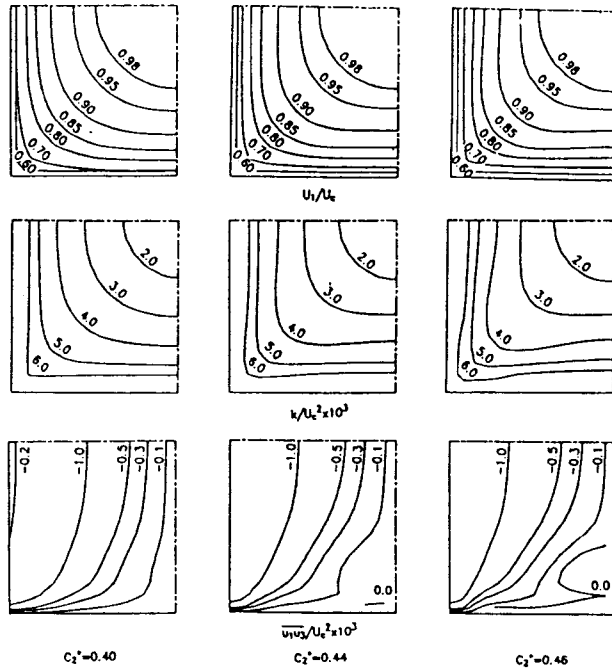 0.98 0.98 0.98
0.95 0.95 0.95
0.90 0.90 0.90
0.85 0.85 0.85
0.80 0.80 0.80
0.70 0.70 0.70
0.60 0.60 0.60
U₁/U_c
2.0 2.0 2.0
3.0 3.0 3.0
4.0 4.0 4.0
5.0 5.0 5.0
6.0 6.0 6.0
k/U_c²x10³
-0.2 -1.0 -0.5 -0.3 -0.1 -1.0 -0.5 -0.3 -0.1 -1.0 -0.5 -0.3 -0.1
0.0 0.0
u₁u₃/U_c²x10³
C₂*=0.40 C₂*=0.44 C₂*=0.46